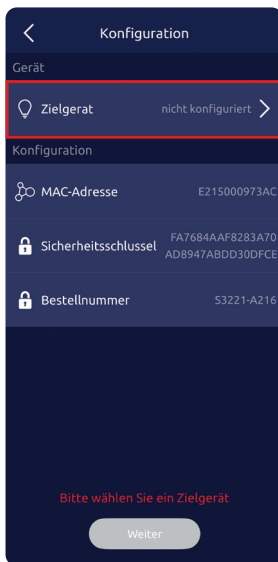 Konfiguration
Gerät
Zielgerat nicht konfiguriert
Konfiguration
MAC-Adresse E215000973AC
Sicherheitsschlussel FA7684AAF8283A70
AD8947ABDD30DFCE
Bestellnummer S3221-A216
Bitte wählen Sie ein Zielgerät
Weiter